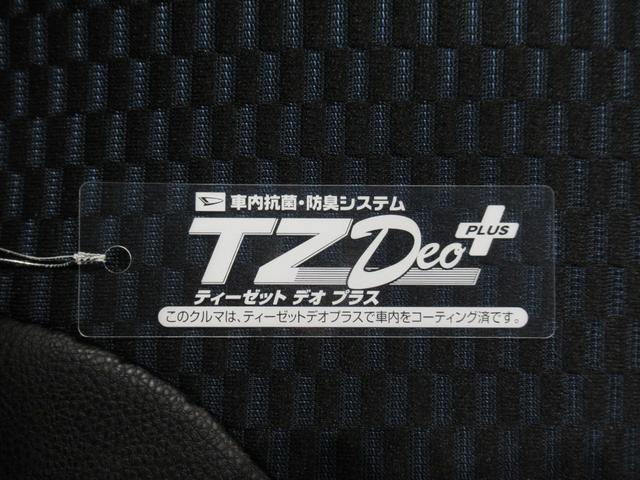 車内抗菌・防臭システム
TZ Deo PLUS
ティーゼット デオ プラス
このクルマは、ティーゼットデオプラスで車内をコーティング済です。